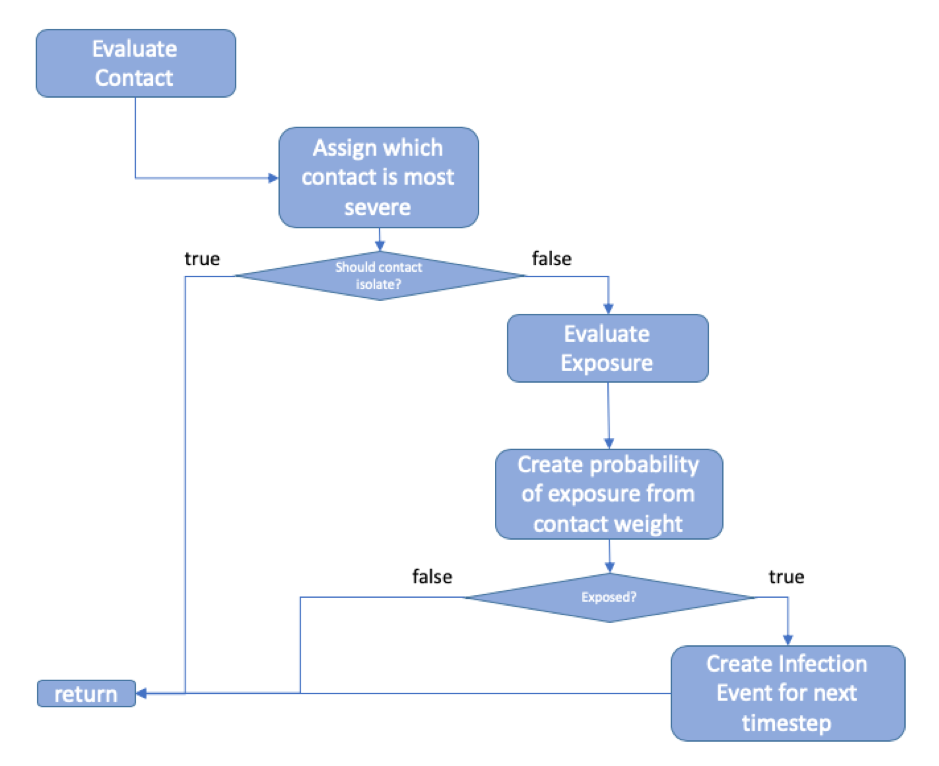 Evaluate
Contact
Assign which
contact is most
severe
true
Should contact
isolate?
false
Evaluate
Exposure
Create probability
of exposure from
contact weight
false
Exposed?
true
Create Infection
Event for next
timestep
return